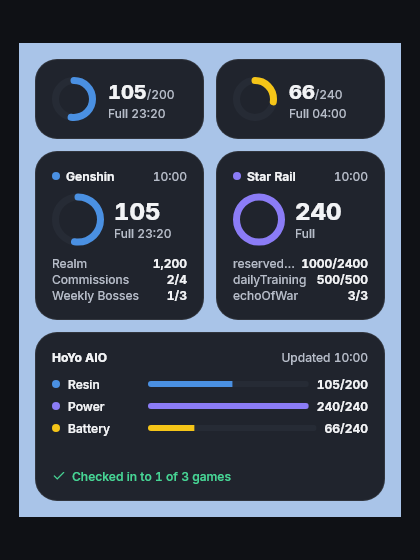 105/200
Full 23:20
66/240
Full 04:00
Genshin 10:00
105
Full 23:20
Realm 1,200
Commissions 2/4
Weekly Bosses 1/3
Star Rail 10:00
240
Full
reserved... 1000/2400
dailyTraining 500/500
echoOfWar 3/3
HoYo AIO Updated 10:00
Resin 105/200
Power 240/240
Battery 66/240
Checked in to 1 of 3 games